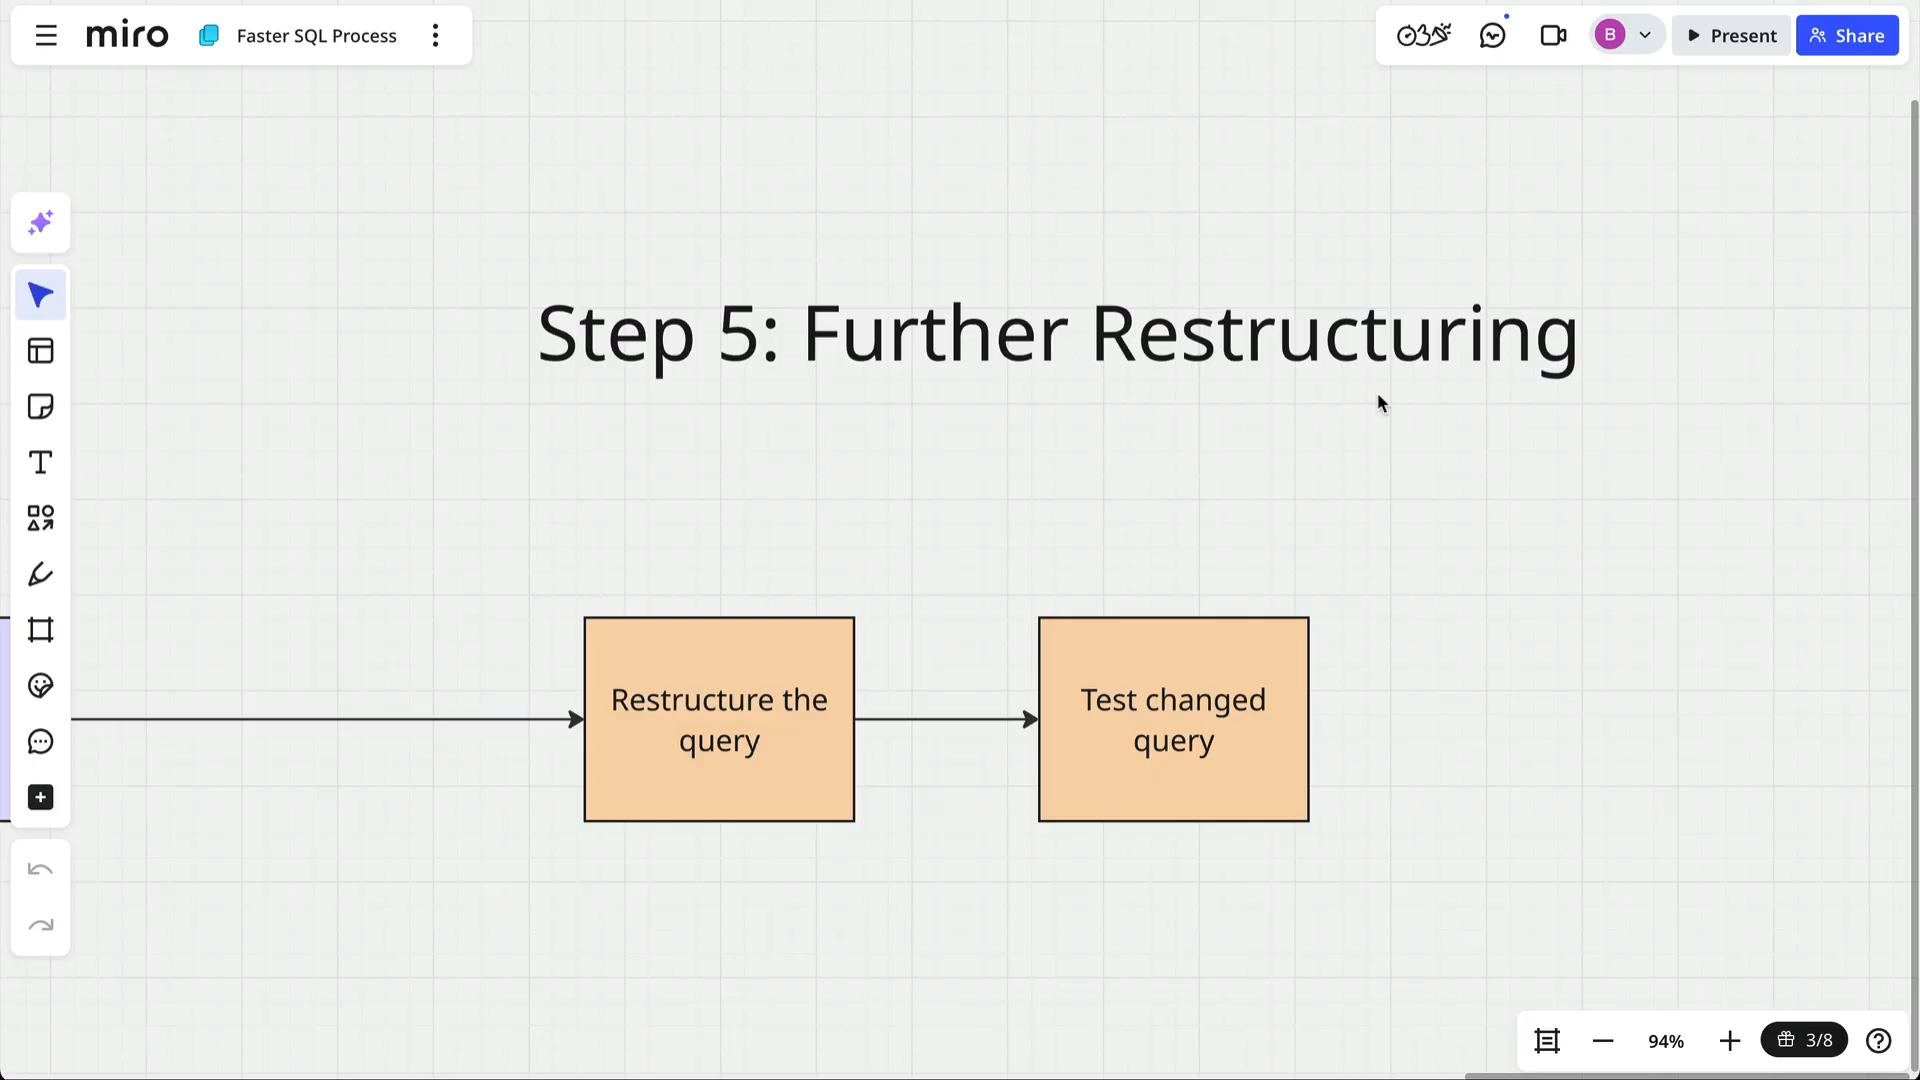 miro
Faster SQL Process
B
Present
Share
Step 5: Further Restructuring
Restructure the
query
Test changed
query
94%
3/8